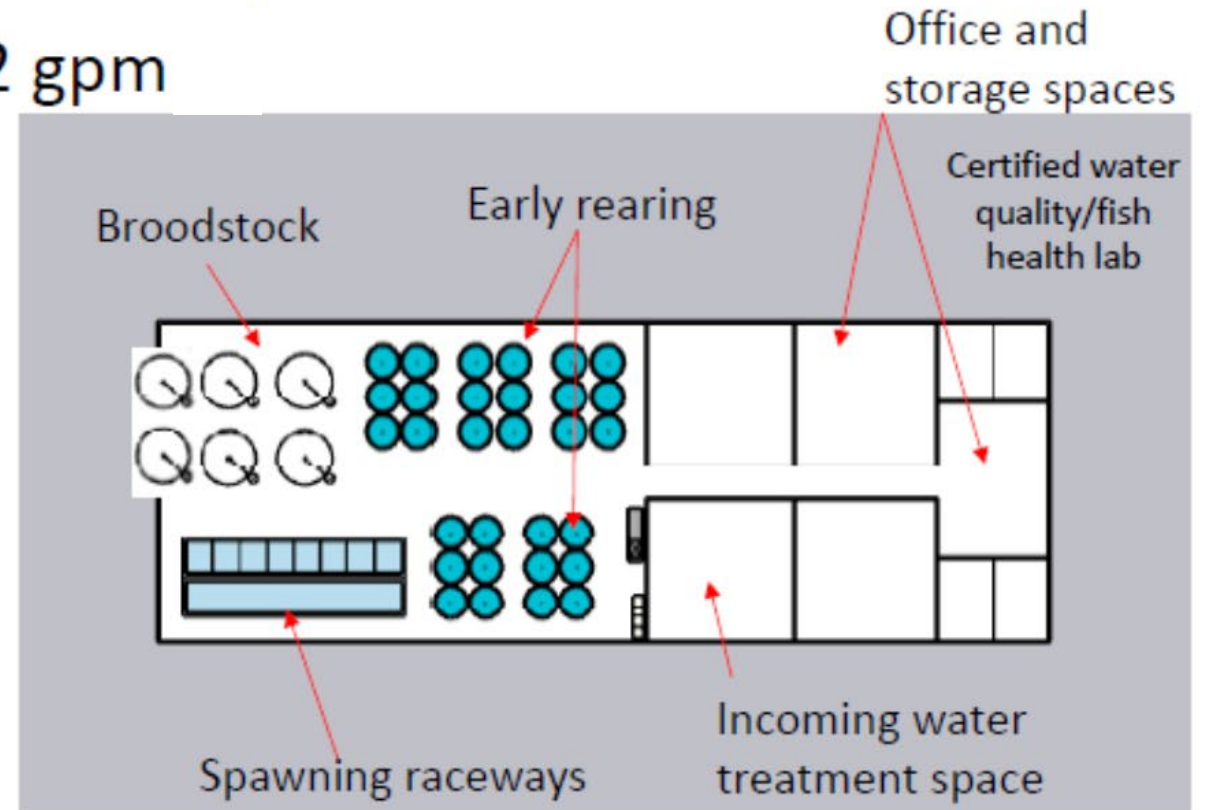 2 gpm
Office and
storage spaces
Certified water
quality/fish
health lab
Early rearing
Broodstock
Incoming water
treatment space
Spawning raceways